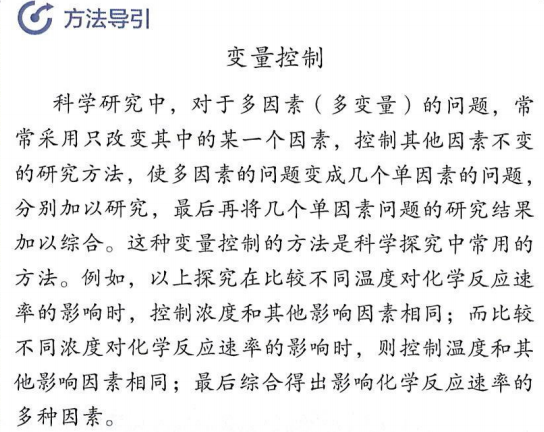 方法导引
变量控制
科学研究中，对于多因素（多变量）的问题，常
常采用只改变其中的某一个因素，控制其他因素不变
的研究方法，使多因素的问题变成几个单因素的问题，
分别加以研究，最后再将几个单因素问题的研究结果
加以综合。这种变量控制的方法是科学探究中常用的
方法。例如，以上探究在比较不同温度对化学反应速
率的影响时，控制浓度和其他影响因素相同；而比较
不同浓度对化学反应速率的影响时，则控制温度和其
他影响因素相同；最后综合得出影响化学反应速率的
多种因素。